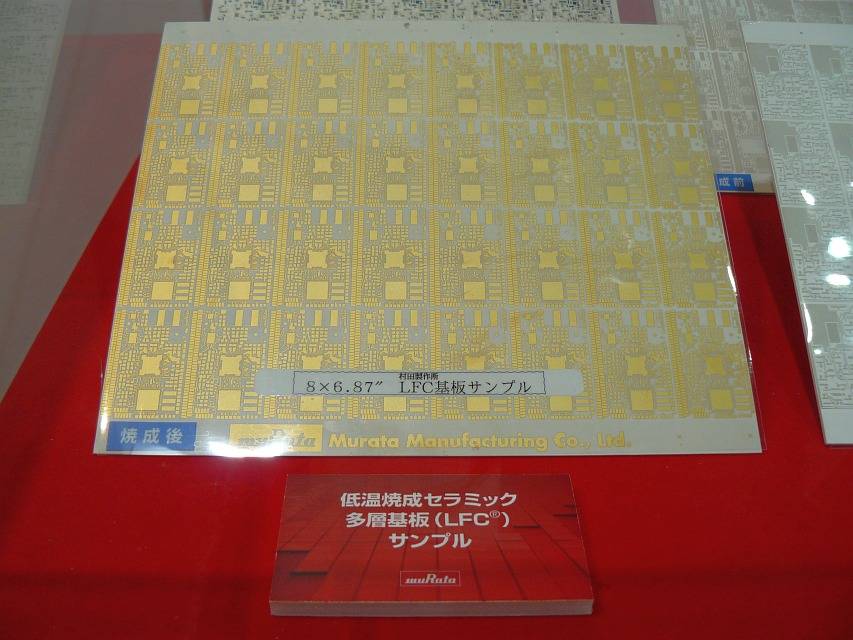 成前
村田製作所
8×6.87″ LFC基板サンプル
焼成後
muRata Murata Manufacturing Co., Ltd.
低温焼成セラミック
多層基板(LFC®)
サンプル
muRata